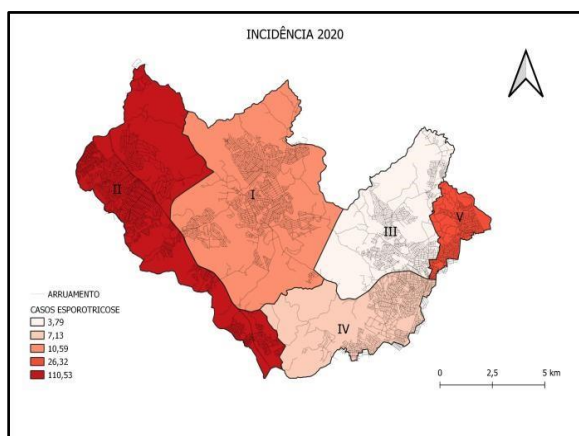 INCIDÊNCIA 2020
II
I
III
V
IV
ARRUAMENTO
CASOS ESPOROTRICOSE
3,79
7,13
10,59
26,32
110,53
0 2,5 5 km